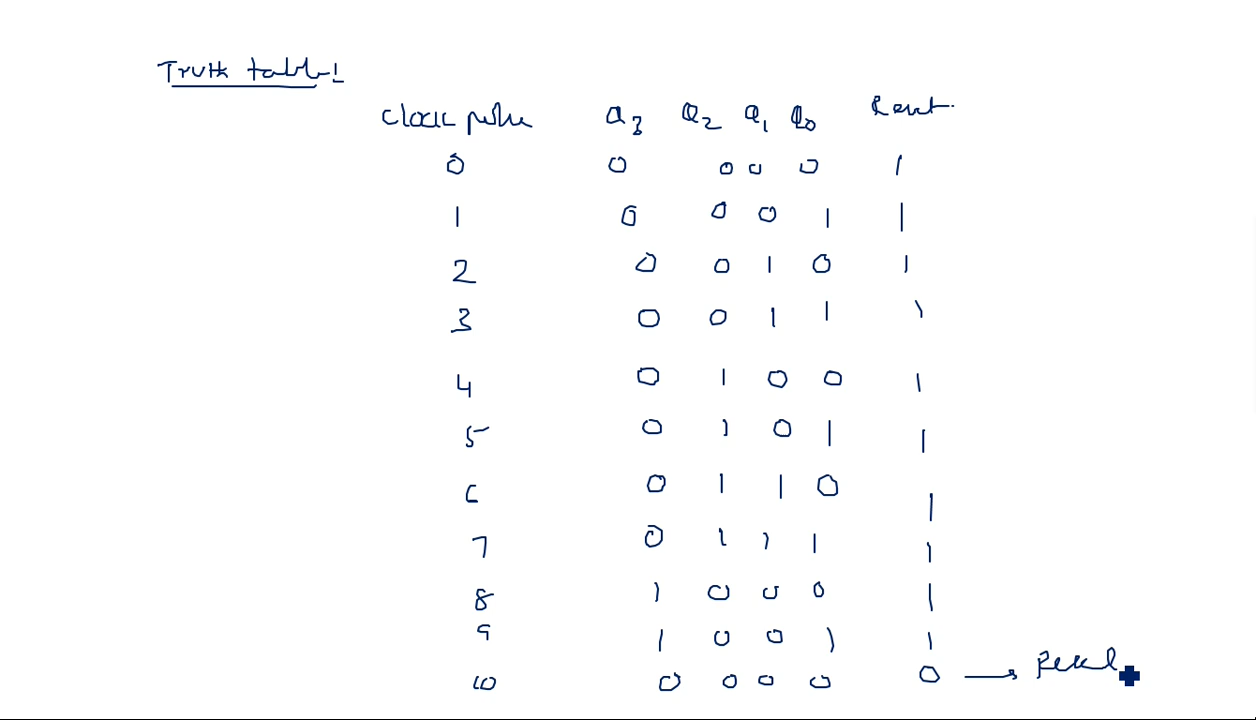 Truth table:
Clock pulse Q3 Q2 Q1 Q0 Reset
0 0 0 0 0 1
1 0 0 0 1 1
2 0 0 1 0 1
3 0 0 1 1 1
4 0 1 0 0 1
5 0 1 0 1 1
6 0 1 1 0 1
7 0 1 1 1 1
8 1 0 0 0 1
9 1 0 0 1 1
10 0 0 0 0 0 → Reset